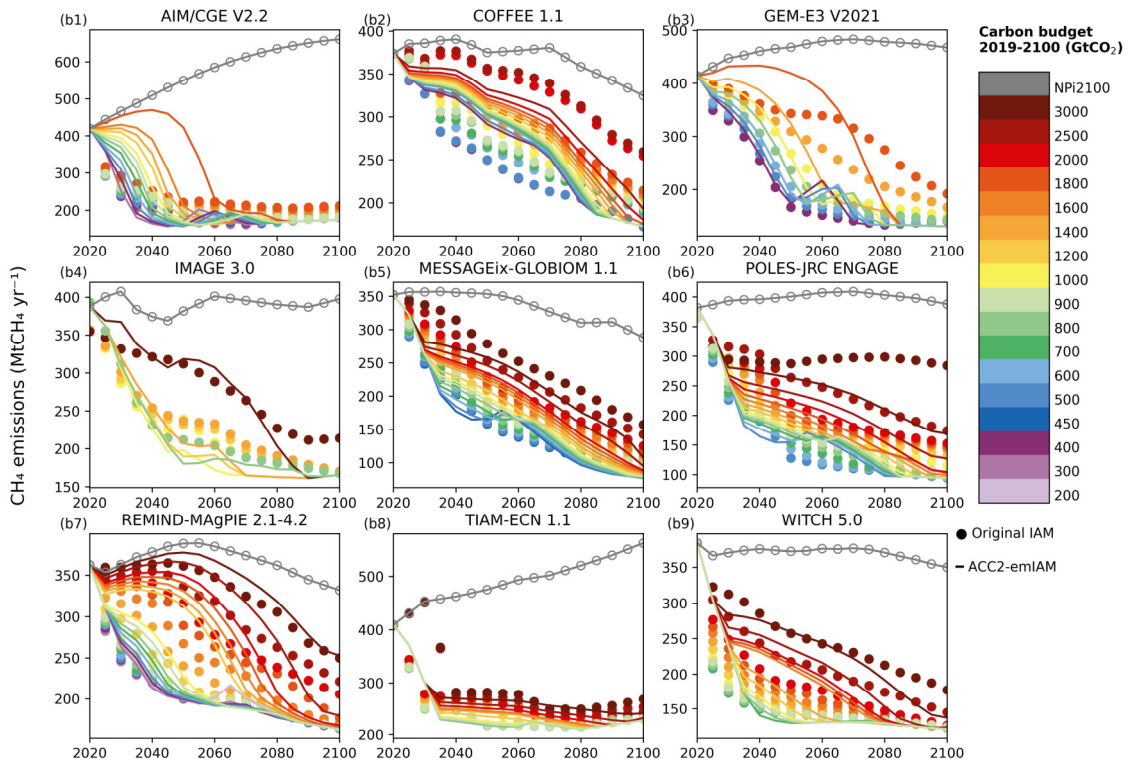 (b1) AIM/CGE V2.2
(b2) COFFEE 1.1
(b3) GEM-E3 V2021
600
500
400
300
200
2020 2040 2060 2080 2100
400
350
300
250
200
2020 2040 2060 2080 2100
500
400
300
200
2020 2040 2060 2080 2100
(b4) IMAGE 3.0
(b5) MESSAGEix-GLOBIOM 1.1
(b6) POLES-JRC ENGAGE
400
350
300
250
200
150
2020 2040 2060 2080 2100
350
300
250
200
150
100
2020 2040 2060 2080 2100
400
350
300
250
200
150
100
2020 2040 2060 2080 2100
(b7) REMIND-MAgPIE 2.1-4.2
(b8) TIAM-ECN 1.1
(b9) WITCH 5.0
400
350
300
250
200
2020 2040 2060 2080 2100
500
400
300
200
2020 2040 2060 2080 2100
350
300
250
200
150
2020 2040 2060 2080 2100
CH₄ emissions (MtCH₄ yr⁻¹)
Carbon budget
2019-2100 (GtCO₂)
NPi2100
3000
2500
2000
1800
1600
1400
1200
1000
900
800
700
600
500
450
400
300
200
Original IAM
ACC2-emIAM